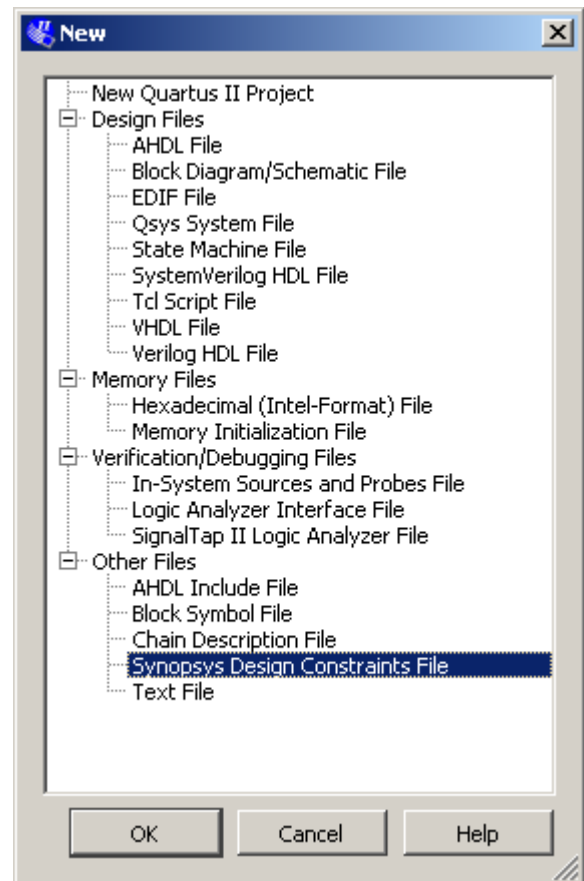 New
New Quartus II Project
Design Files
AHDL File
Block Diagram/Schematic File
EDIF File
Qsys System File
State Machine File
SystemVerilog HDL File
Tcl Script File
VHDL File
Verilog HDL File
Memory Files
Hexadecimal (Intel-Format) File
Memory Initialization File
Verification/Debugging Files
In-System Sources and Probes File
Logic Analyzer Interface File
SignalTap II Logic Analyzer File
Other Files
AHDL Include File
Block Symbol File
Chain Description File
Synopsys Design Constraints File
Text File
OK Cancel Help